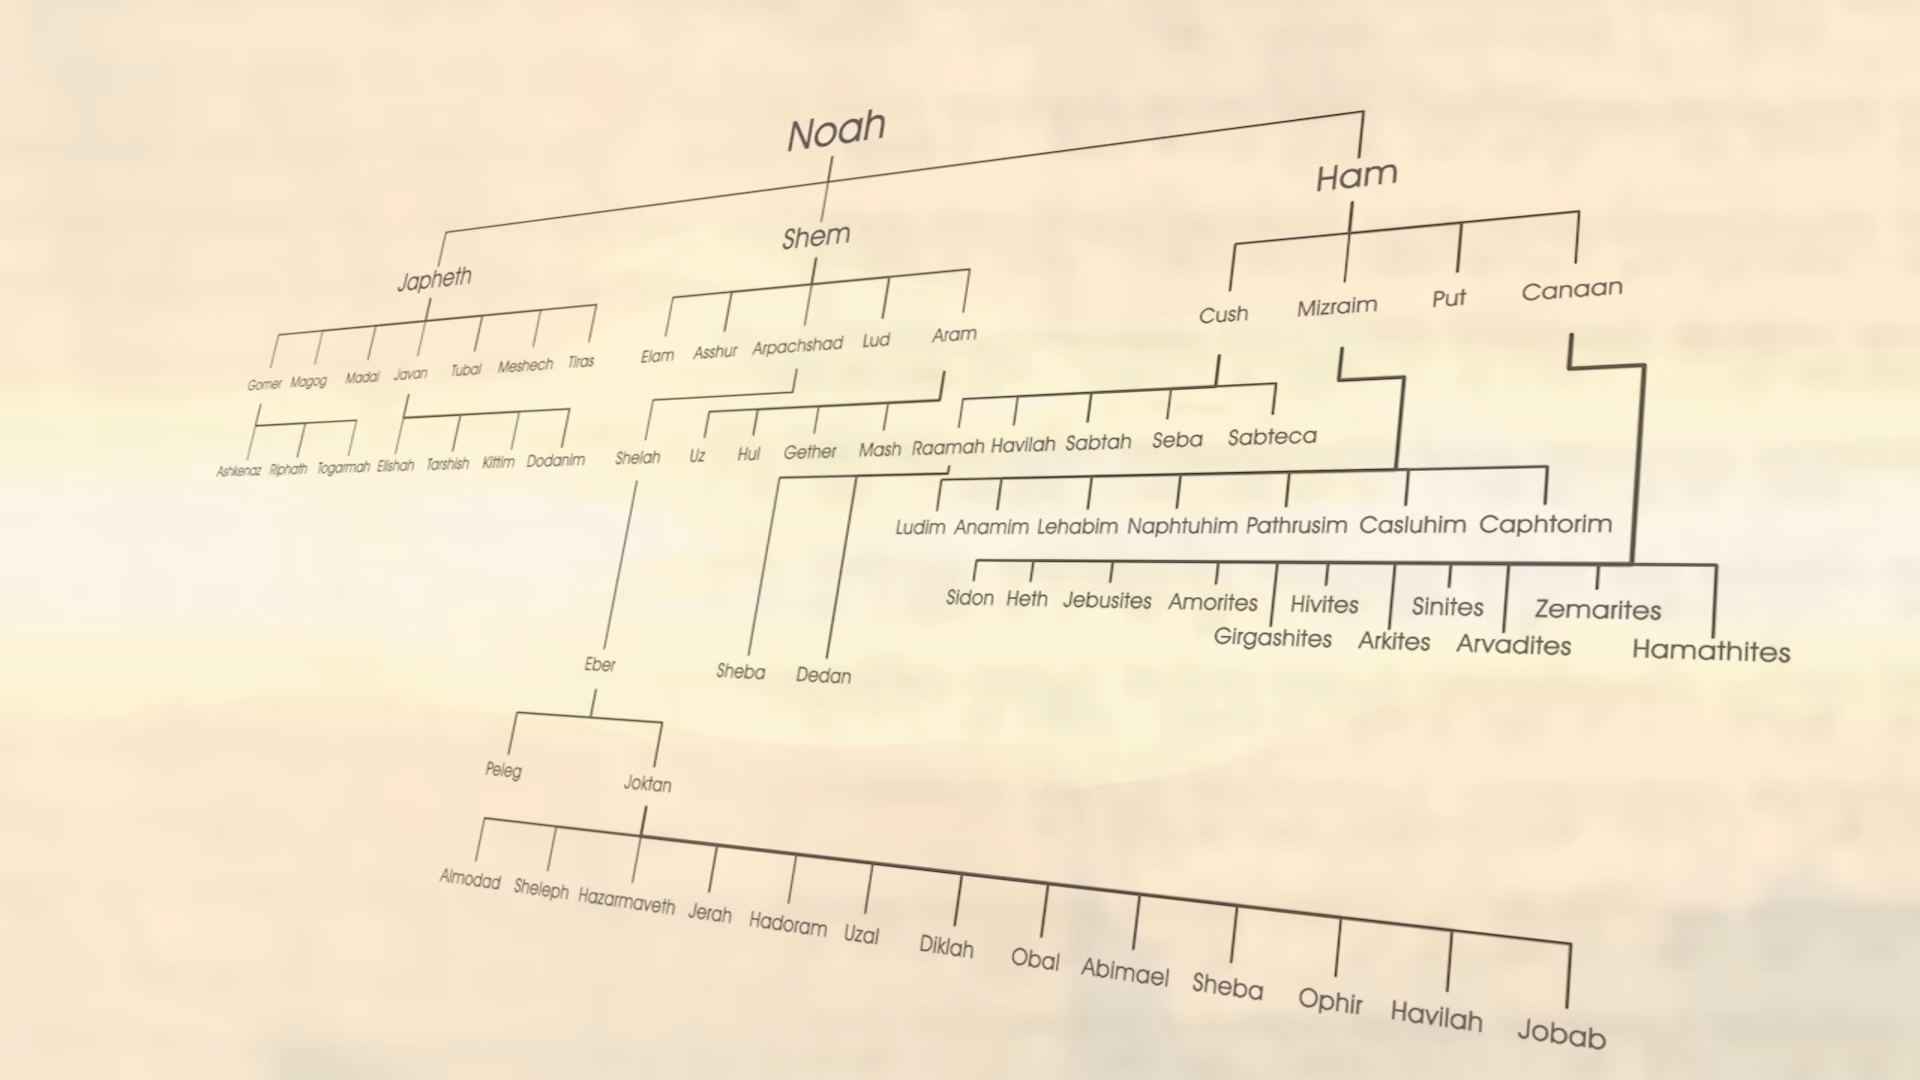 Noah
Ham
Shem
Japheth
Cush Mizraim Put Canaan
Elam Asshur Arpachshad Lud Aram
Gomer Magog Madai Javan Tubal Meshech Tiras
Ashkenaz Riphath Togarmah Elishah Tarshish Kittim Dodanim Shelah Uz Hul Gether Mash Raamah Havilah Sabtah Seba Sabteca
Ludim Anamim Lehabim Naphtuhim Pathrusim Casluhim Caphtorim
Sidon Heth Jebusites Amorites Hivites Sinites Zemarites
Girgashites Arkites Arvadites Hamathites
Eber Sheba Dedan
Peleg Joktan
Almodad Sheleph Hazarmaveth Jerah Hadoram Uzal Diklah Obal Abimael Sheba Ophir Havilah Jobab